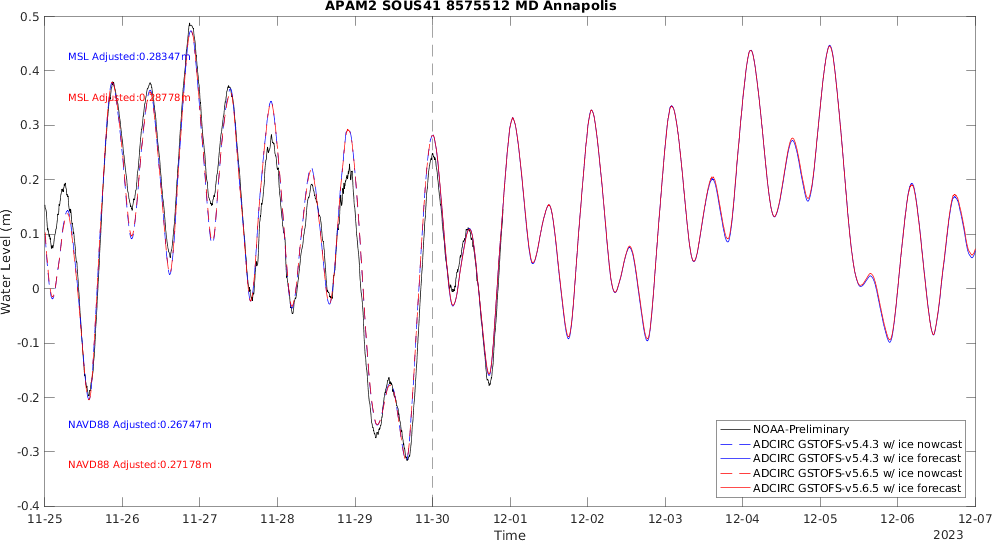 APAM2 SOUS41 8575512 MD Annapolis
0.5
MSL Adjusted:0.28347m
0.4
MSL Adjusted:0.28778m
0.3
0.2
0.1
Water Level (m)
0
-0.1
-0.2
NAVD88 Adjusted:0.26747m
-0.3
NAVD88 Adjusted:0.27178m
-0.4
NOAA-Preliminary
ADCIRC GSTOFS-v5.4.3 w/ ice nowcast
ADCIRC GSTOFS-v5.4.3 w/ ice forecast
ADCIRC GSTOFS-v5.6.5 w/ ice nowcast
ADCIRC GSTOFS-v5.6.5 w/ ice forecast
11-25 11-26 11-27 11-28 11-29 11-30 12-01 12-02 12-03 12-04 12-05 12-06 12-07
Time
2023